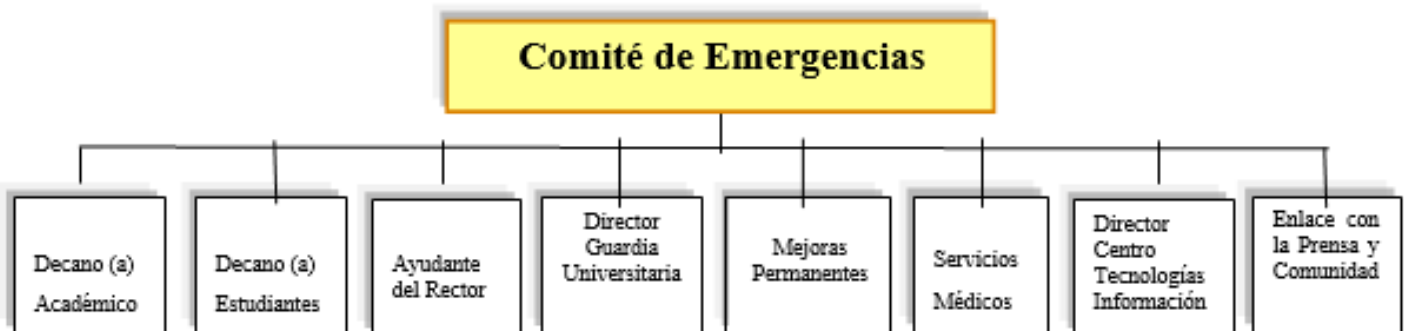 Comité de Emergencias
Decano (a)
Académico
Decano (a)
Estudiantes
Ayudante
del Rector
Director
Guardia
Universitaria
Mejoras
Permanentes
Servicios
Médicos
Director
Centro
Tecnologías
Información
Enlace con
la Prensa y
Comunidad